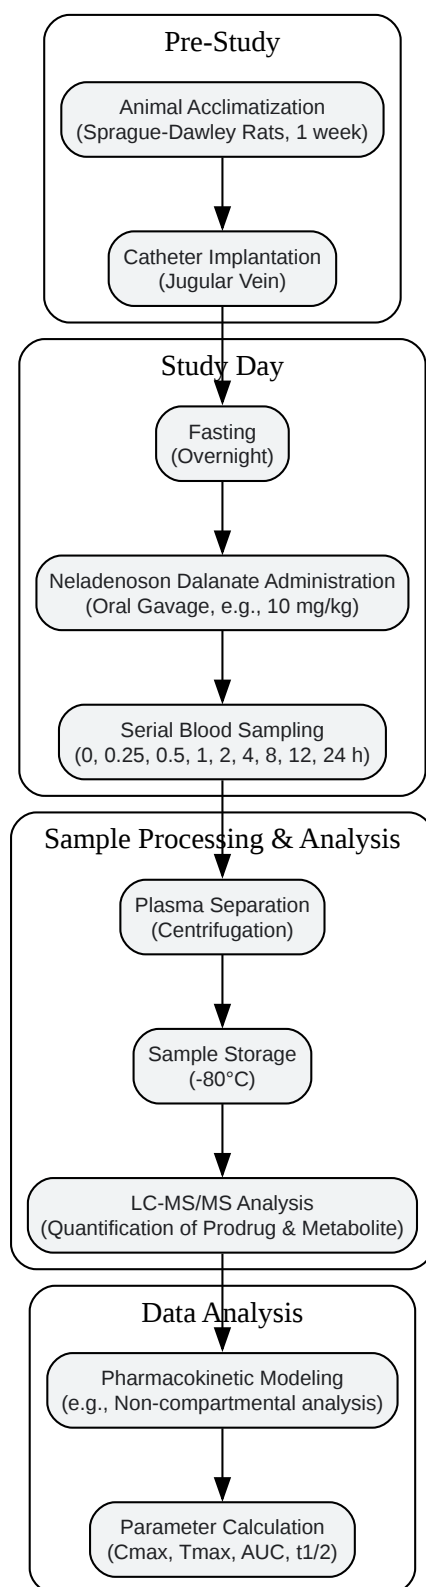 Pre-Study
Animal Acclimatization
(Sprague-Dawley Rats, 1 week)
Catheter Implantation
(Jugular Vein)
Study Day
Fasting
(Overnight)
Neladenoson Dalanate Administration
(Oral Gavage, e.g., 10 mg/kg)
Serial Blood Sampling
(0, 0.25, 0.5, 1, 2, 4, 8, 12, 24 h)
Sample Processing & Analysis
Plasma Separation
(Centrifugation)
Sample Storage
(-80°C)
LC-MS/MS Analysis
(Quantification of Prodrug & Metabolite)
Data Analysis
Pharmacokinetic Modeling
(e.g., Non-compartmental analysis)
Parameter Calculation
(Cmax, Tmax, AUC, t1/2)